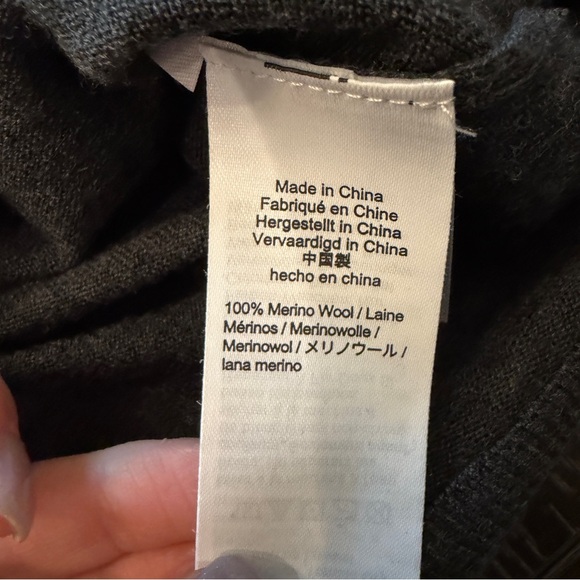 Made in China
Fabriqué en Chine
Hergestellt in China
Vervaardigd in China
中国製
hecho en china
100% Merino Wool / Laine
Mérinos / Merinowolle /
Merinowol / メリノウール /
lana merino